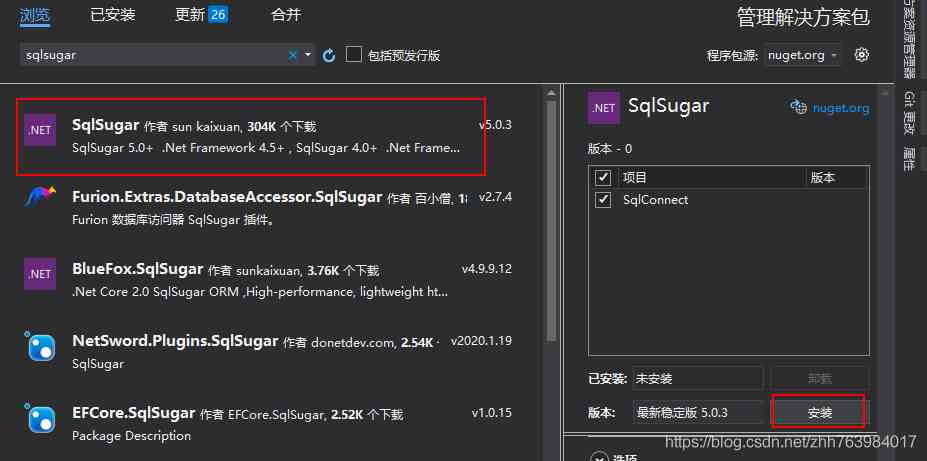 浏览 已安装 更新 26 合并 管理解决方案包
sqlsugar 包括预发行版 程序包源: nuget.org
.NET SqlSugar 作者 sun kaixuan, 304K 个下载 v5.0.3
SqlSugar 5.0+ .Net Framework 4.5+ , SqlSugar 4.0+ .Net Frame...
Furion.Extras.DatabaseAccessor.SqlSugar 作者 百小僧, v2.7.4
Furion 数据库访问器 SqlSugar 插件。
.NET BlueFox.SqlSugar 作者 sunkaixuan, 3.76K 个下载 v4.9.9.12
.Net Core 2.0 SqlSugar ORM ,High-performance, lightweight ht...
NetSword.Plugins.SqlSugar 作者 donetdev.com, 2.54K v2020.1.19
SqlSugar
EFCore.SqlSugar 作者 EFCore.SqlSugar, 2.52K 个下载 v1.0.15
Package Description
.NET SqlSugar nuget.org
版本 - 0
项目 版本
SqlConnect
已安装: 未安装 卸载
版本: 最新稳定版 5.0.3 安装
选项
方案资源管理器
Git 更改
属性
https://blog.csdn.net/zhh763984017